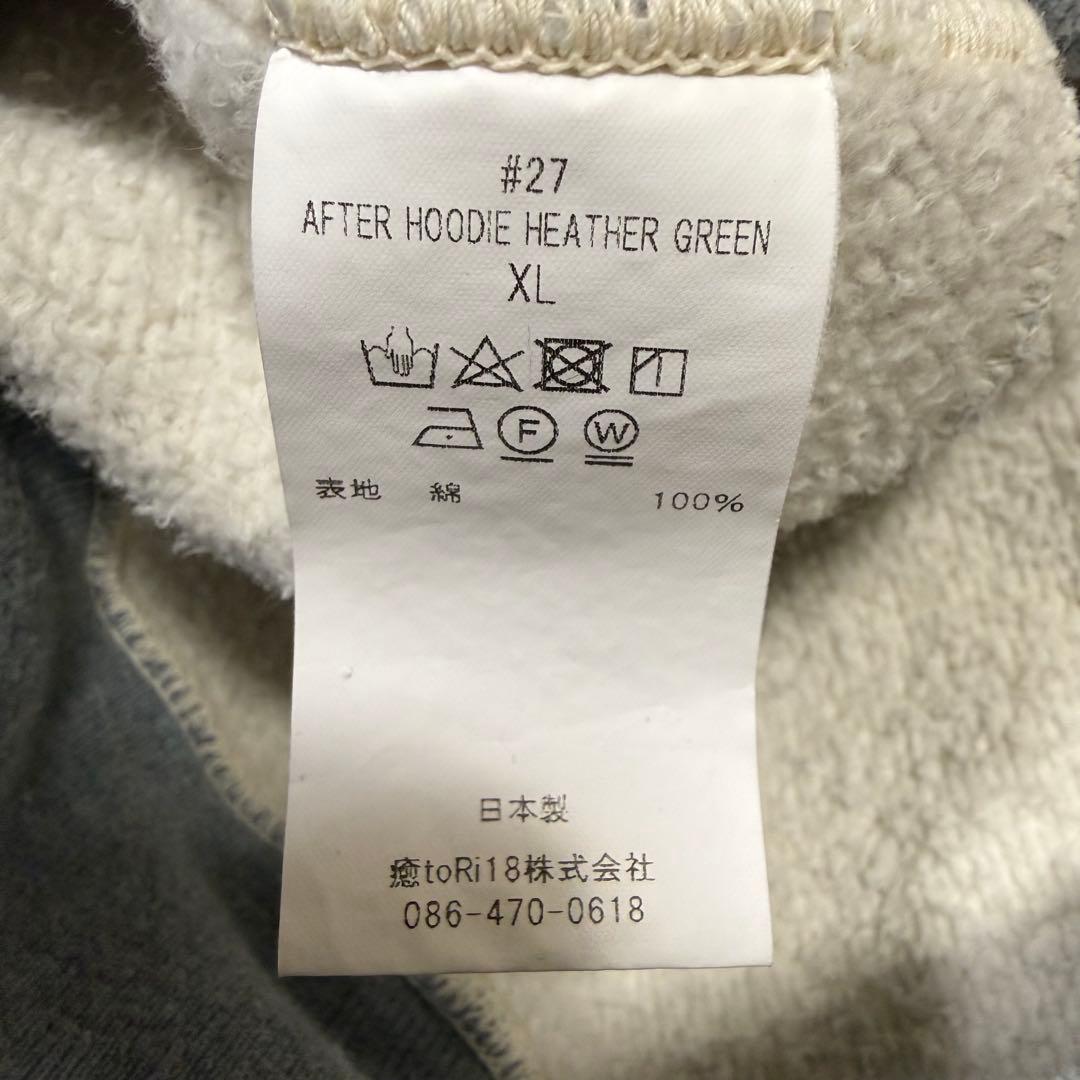 #27
AFTER HOODIE HEATHER GREEN
XL
F W
表地 綿 100%
日本製
癒toRi18株式会社
086-470-0618